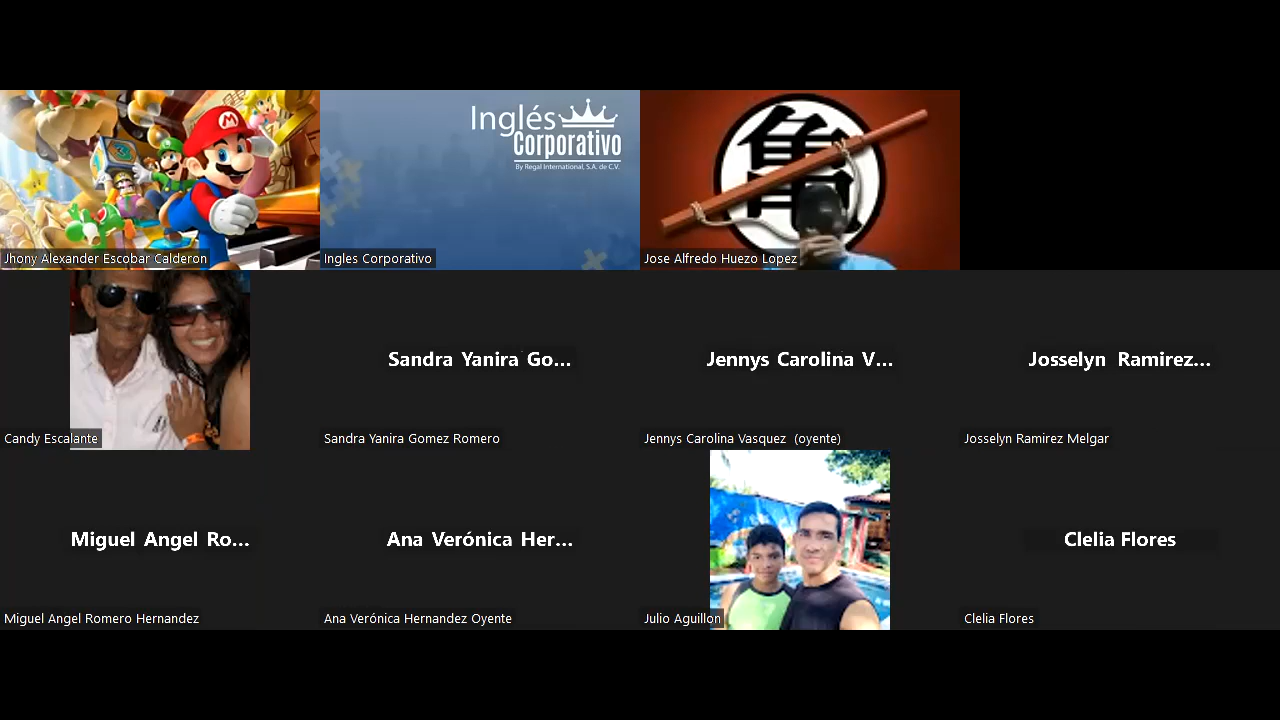 Inglés
Corporativo
By Regal International, S.A. de C.V.
M
亀
Jhony Alexander Escobar Calderon
Ingles Corporativo
Jose Alfredo Huezo Lopez
Sandra Yanira Go...
Jennys Carolina V...
Josselyn Ramirez...
Candy Escalante
Sandra Yanira Gomez Romero
Jennys Carolina Vasquez (oyente)
Josselyn Ramirez Melgar
Miguel Angel Ro...
Ana Verónica Her...
Clelia Flores
Miguel Angel Romero Hernandez
Ana Verónica Hernandez Oyente
Julio Aguillon
Clelia Flores